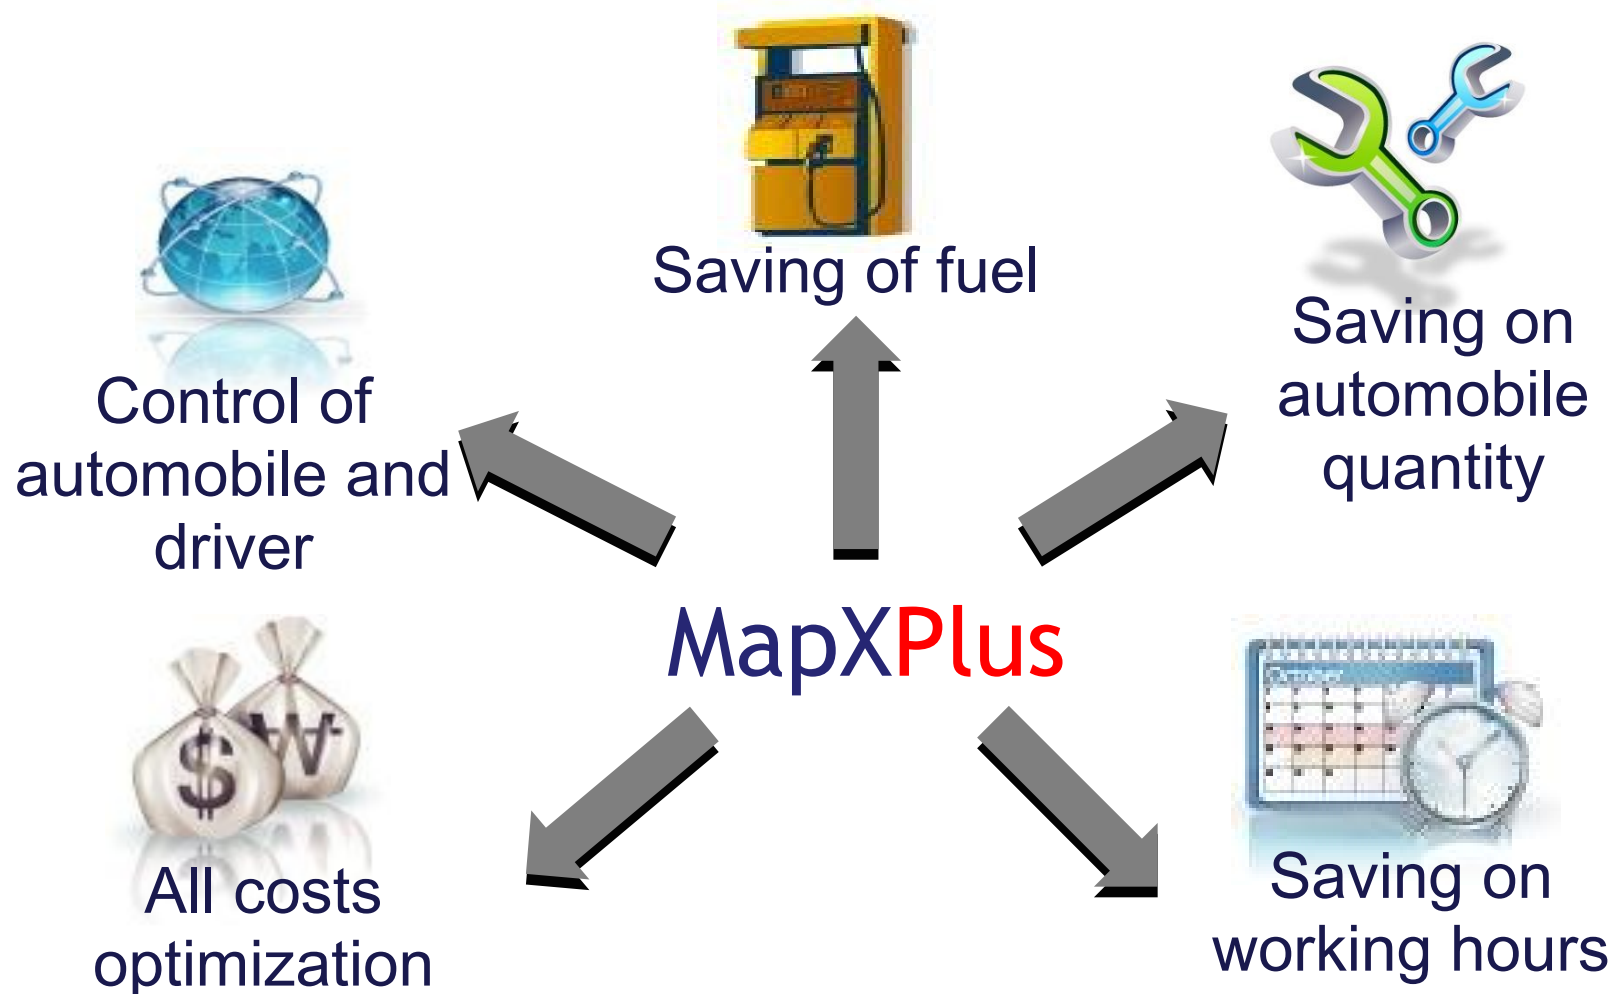 Saving of fuel
Saving on
automobile
quantity
Control of
automobile and
driver
MapXPlus
$ W
October
All costs
optimization
Saving on
working hours